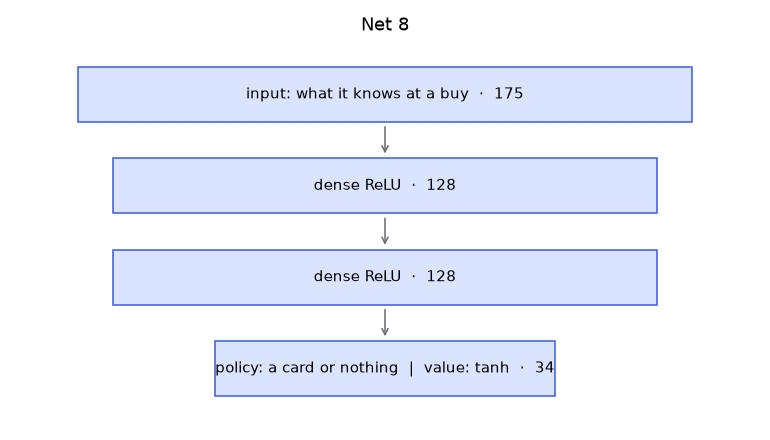 Net 8
input: what it knows at a buy · 175
dense ReLU · 128
dense ReLU · 128
policy: a card or nothing | value: tanh · 34